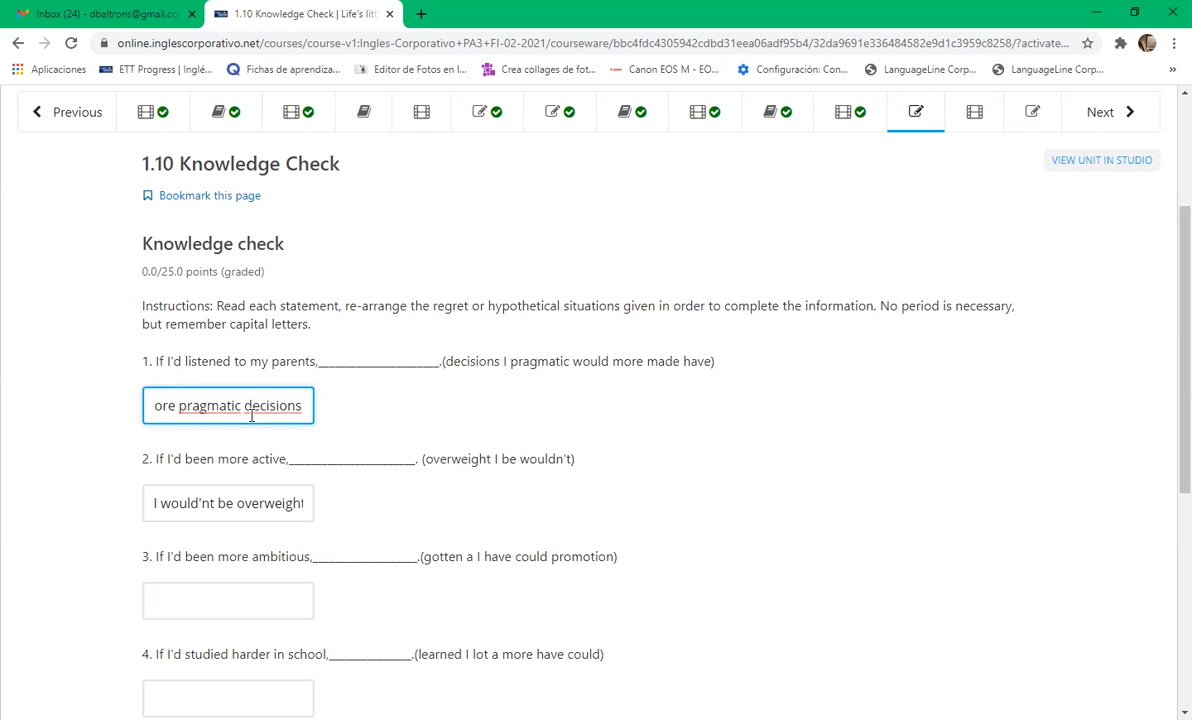 Inbox (24) - dbaltrons@gmail.co
1.10 Knowledge Check | Life's litt
online.inglescorporativo.net/courses/course-v1:Ingles-Corporativo+PA3+FI-02-2021/courseware/bbc4fdc4305942cdbd31eea06adf95b4/32da9691e336484582e9d1c3959c8258/?activate...
Aplicaciones ETT Progress | Inglé... Fichas de aprendiza... Editor de Fotos en l... Crea collages de fot... Canon EOS M - EO... Configuración: Con... LanguageLine Corp... LanguageLine Corp... »
Previous
Next
1.10 Knowledge Check
VIEW UNIT IN STUDIO
Bookmark this page
Knowledge check
0.0/25.0 points (graded)
Instructions: Read each statement, re-arrange the regret or hypothetical situations given in order to complete the information. No period is necessary,
but remember capital letters.
1. If I'd listened to my parents,____________________.(decisions I pragmatic would more made have)
ore pragmatic decisions
2. If I'd been more active,_____________________. (overweight I be wouldn't)
I would'nt be overweight
3. If I'd been more ambitious,_________________.(gotten a I have could promotion)
4. If I'd studied harder in school,______________.(learned I lot a more have could)